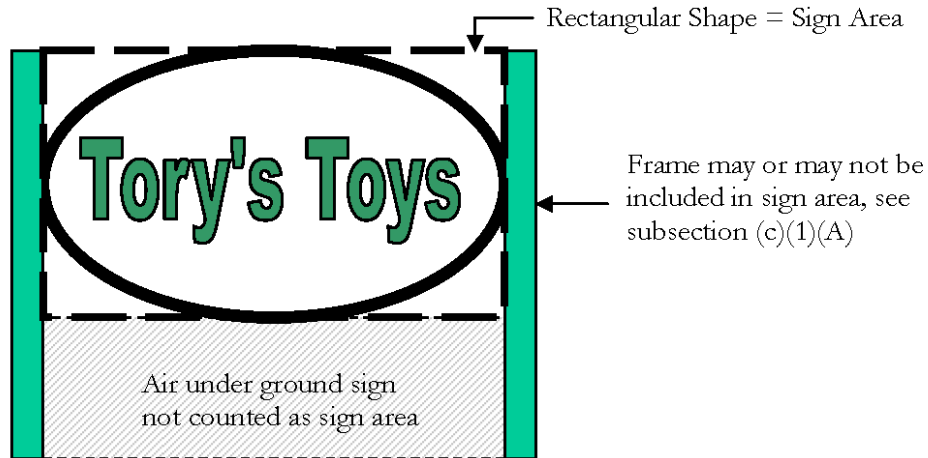 Rectangular Shape = Sign Area
Tory's Toys
Frame may or may not be
included in sign area, see
subsection (c)(1)(A)
Air under ground sign
not counted as sign area